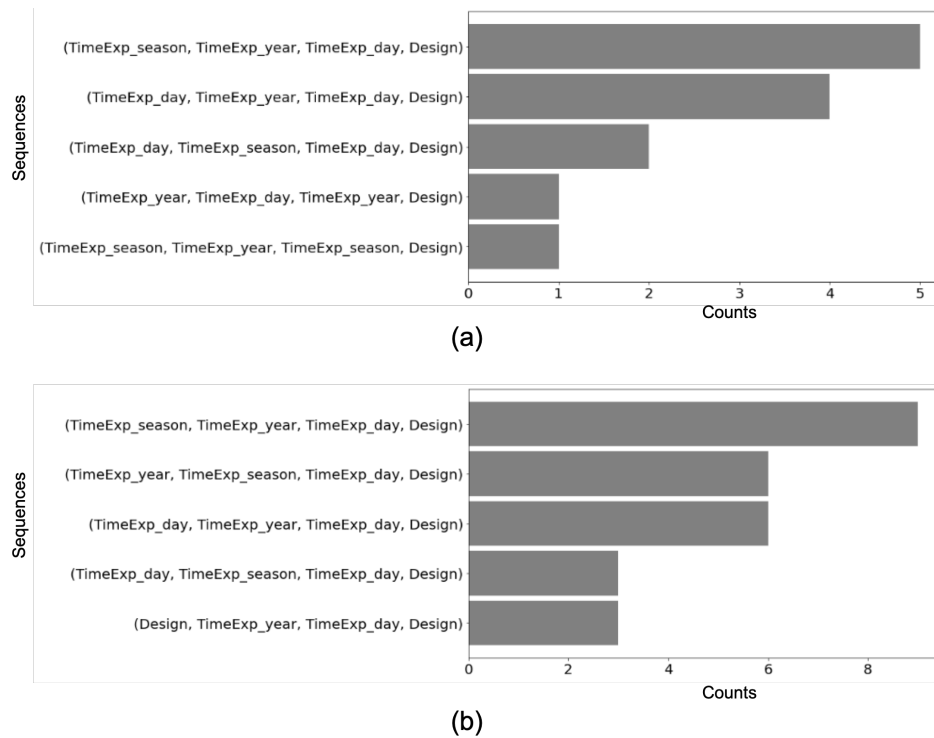 (TimeExp_season, TimeExp_year, TimeExp_day, Design)
(TimeExp_day, TimeExp_year, TimeExp_day, Design)
(TimeExp_day, TimeExp_season, TimeExp_day, Design)
(TimeExp_year, TimeExp_day, TimeExp_year, Design)
(TimeExp_season, TimeExp_year, TimeExp_season, Design)
Sequences
0 1 2 3 4 5
Counts
(a)
(TimeExp_season, TimeExp_year, TimeExp_day, Design)
(TimeExp_year, TimeExp_season, TimeExp_day, Design)
(TimeExp_day, TimeExp_year, TimeExp_day, Design)
(TimeExp_day, TimeExp_season, TimeExp_day, Design)
(Design, TimeExp_year, TimeExp_day, Design)
Sequences
0 2 4 6 8
Counts
(b)